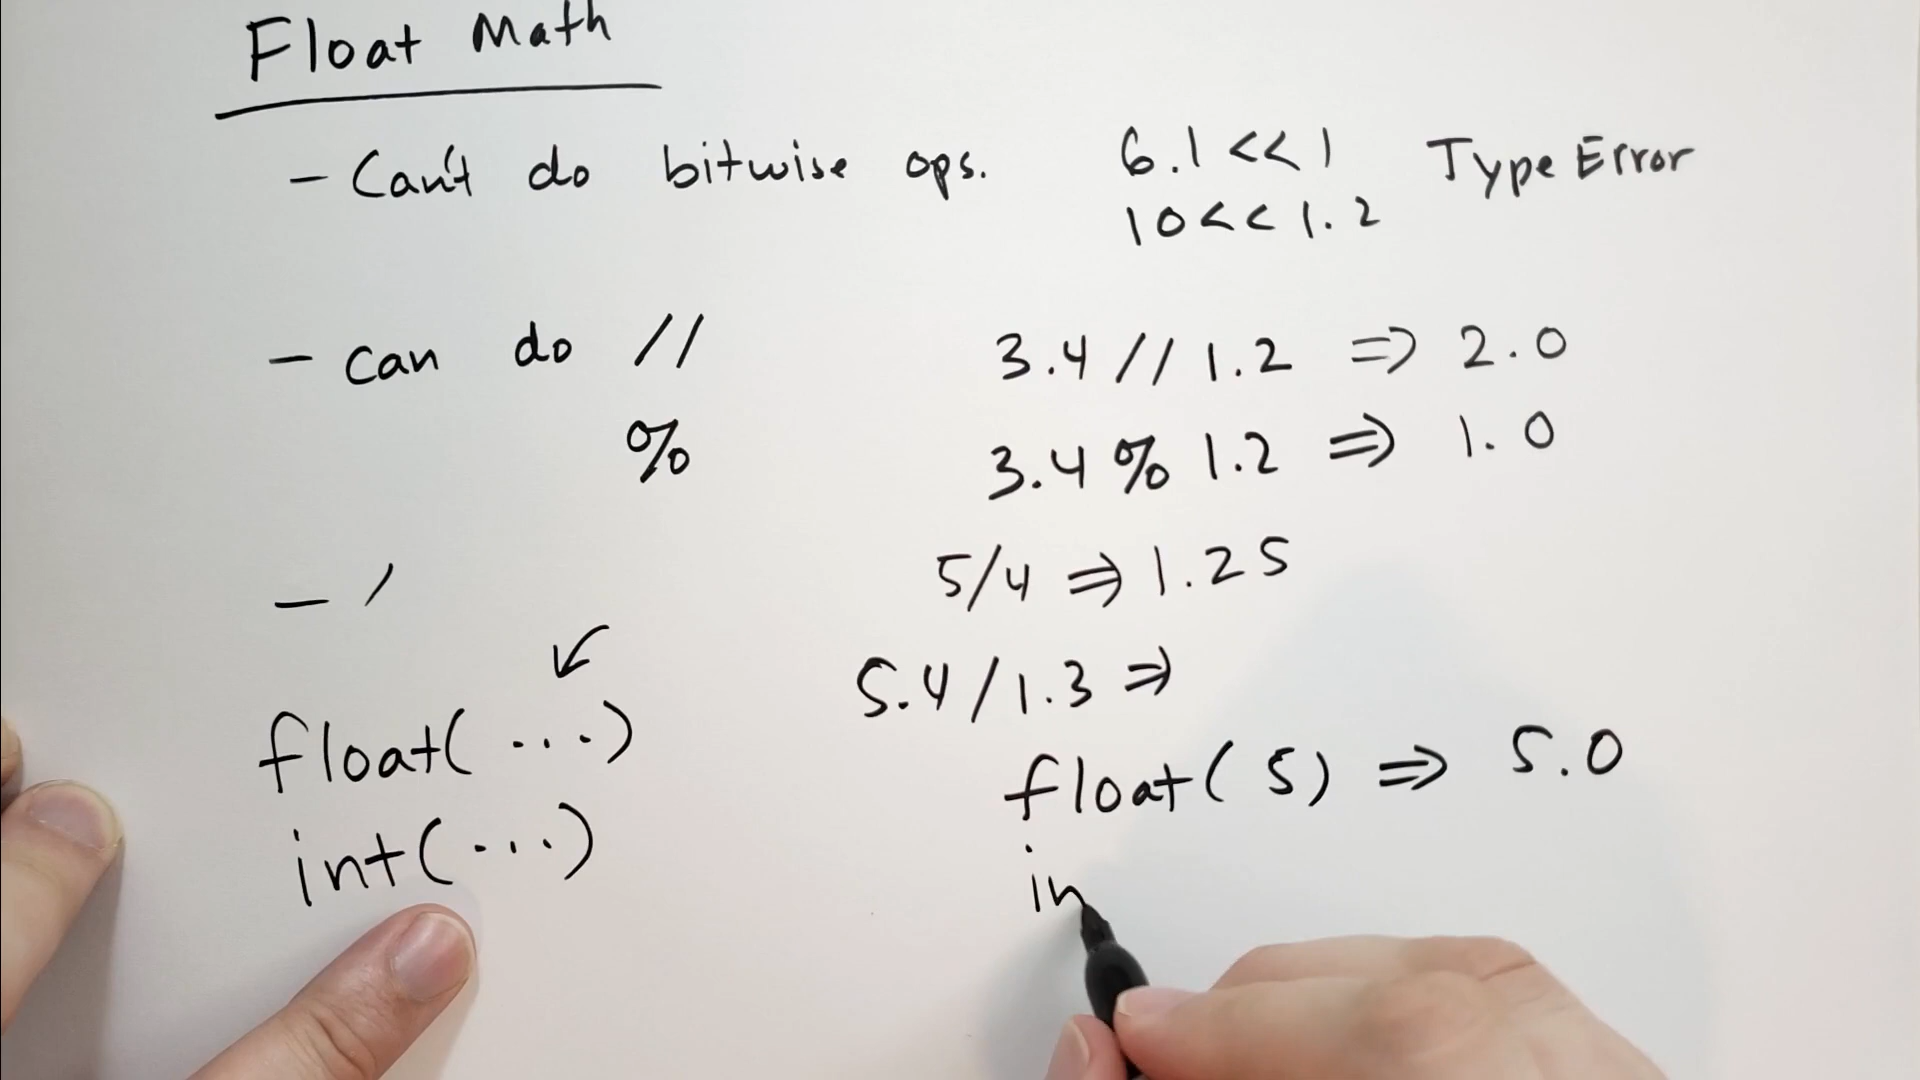 Float Math
- Can't do bitwise ops. 6.1 << 1 Type Error
10 << 1.2
- can do // 3.4 // 1.2 => 2.0
% 3.4 % 1.2 => 1.0
- / 5/4 => 1.25
5.4 / 1.3 =>
float( ... ) float( 5 ) => 5.0
int( ... ) in